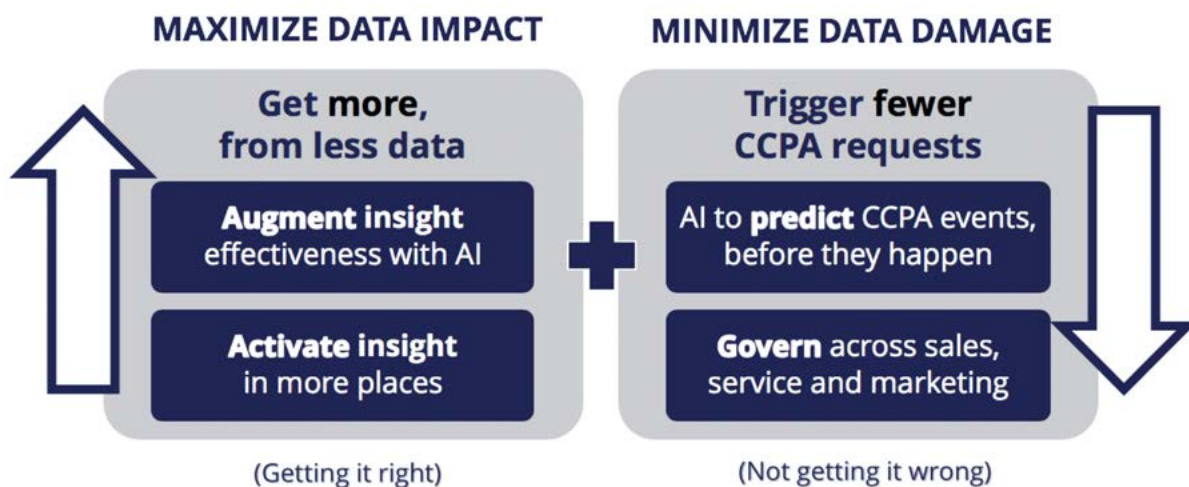 MAXIMIZE DATA IMPACT
Get more,
from less data
Augment insight
effectiveness with AI
Activate insight
in more places
(Getting it right)
MINIMIZE DATA DAMAGE
Trigger fewer
CCPA requests
AI to predict CCPA events,
before they happen
Govern across sales,
service and marketing
(Not getting it wrong)